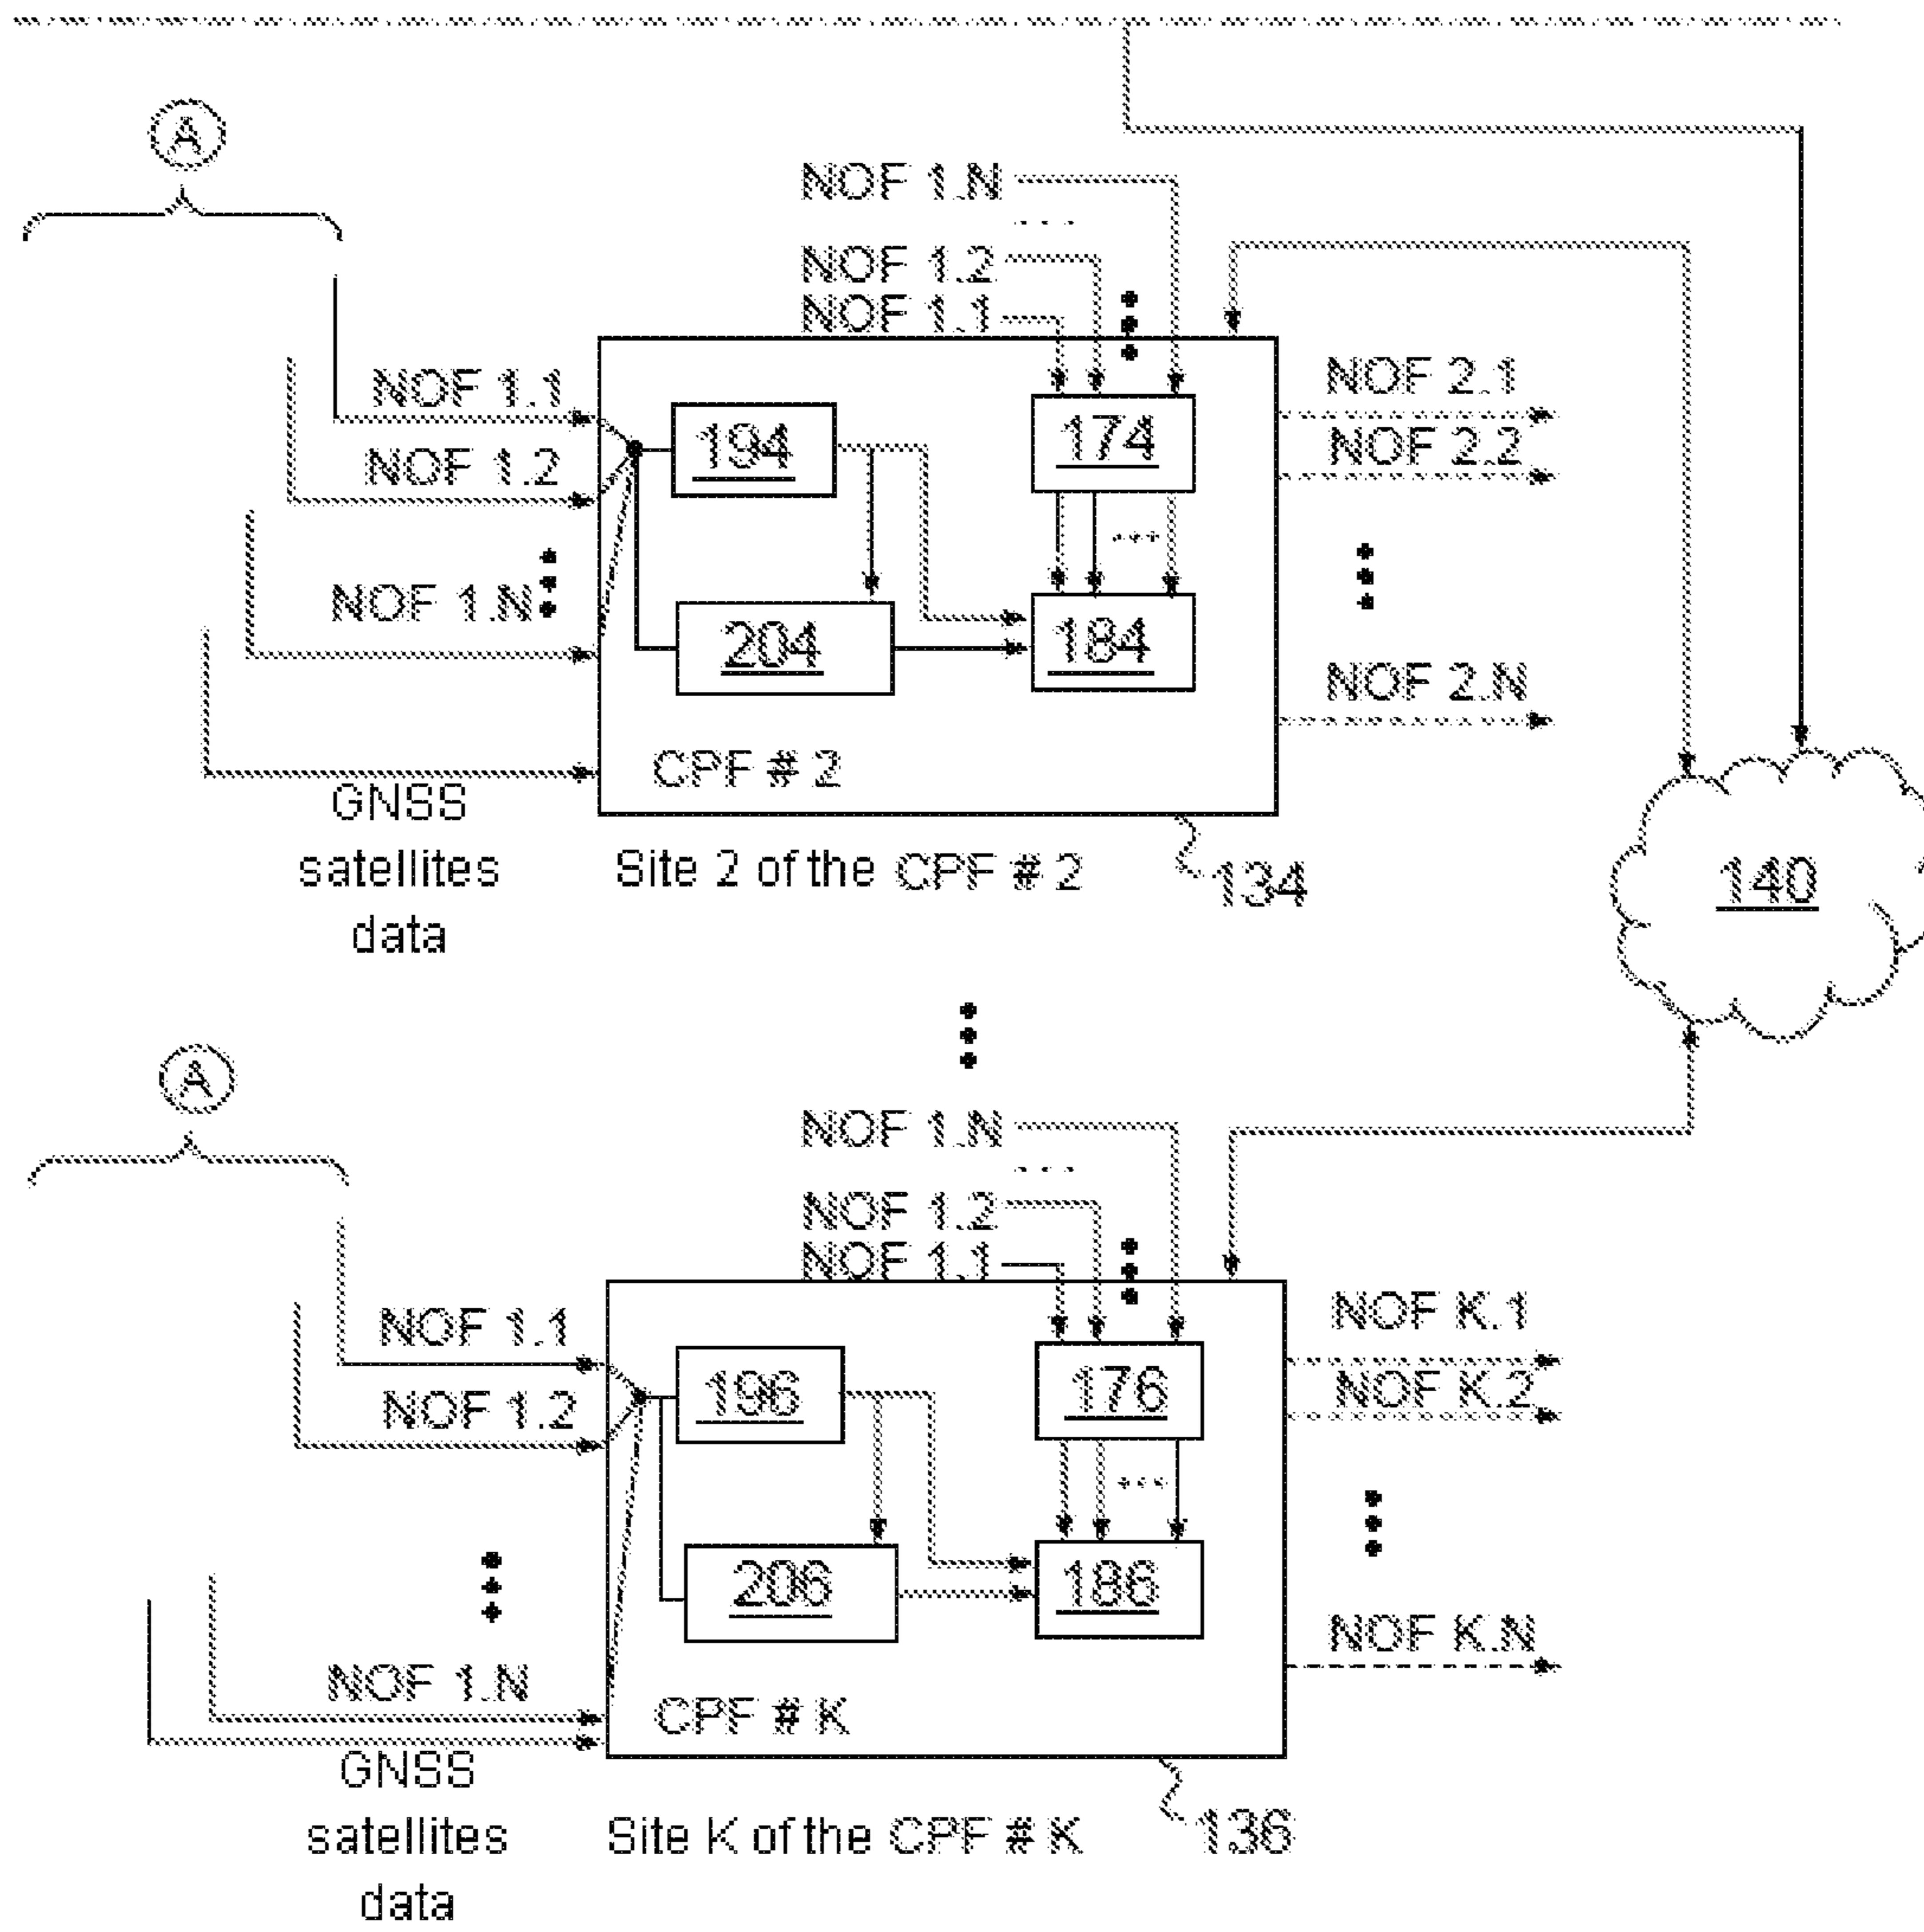 A
NOF 1.N
...
NOF 1.2
NOF 1.1
NOF 1.1
NOF 1.2
NOF 1.N
194
174
204
184
NOF 2.1
NOF 2.2
NOF 2.N
CPF # 2
GNSS
satellites
data
Site 2 of the CPF # 2
134
140
A
NOF 1.N
...
NOF 1.2
NOF 1.1
NOF 1.1
NOF 1.2
NOF 1.N
196
176
206
186
NOF K.1
NOF K.2
NOF K.N
CPF # K
GNSS
satellites
data
Site K of the CPF # K
136